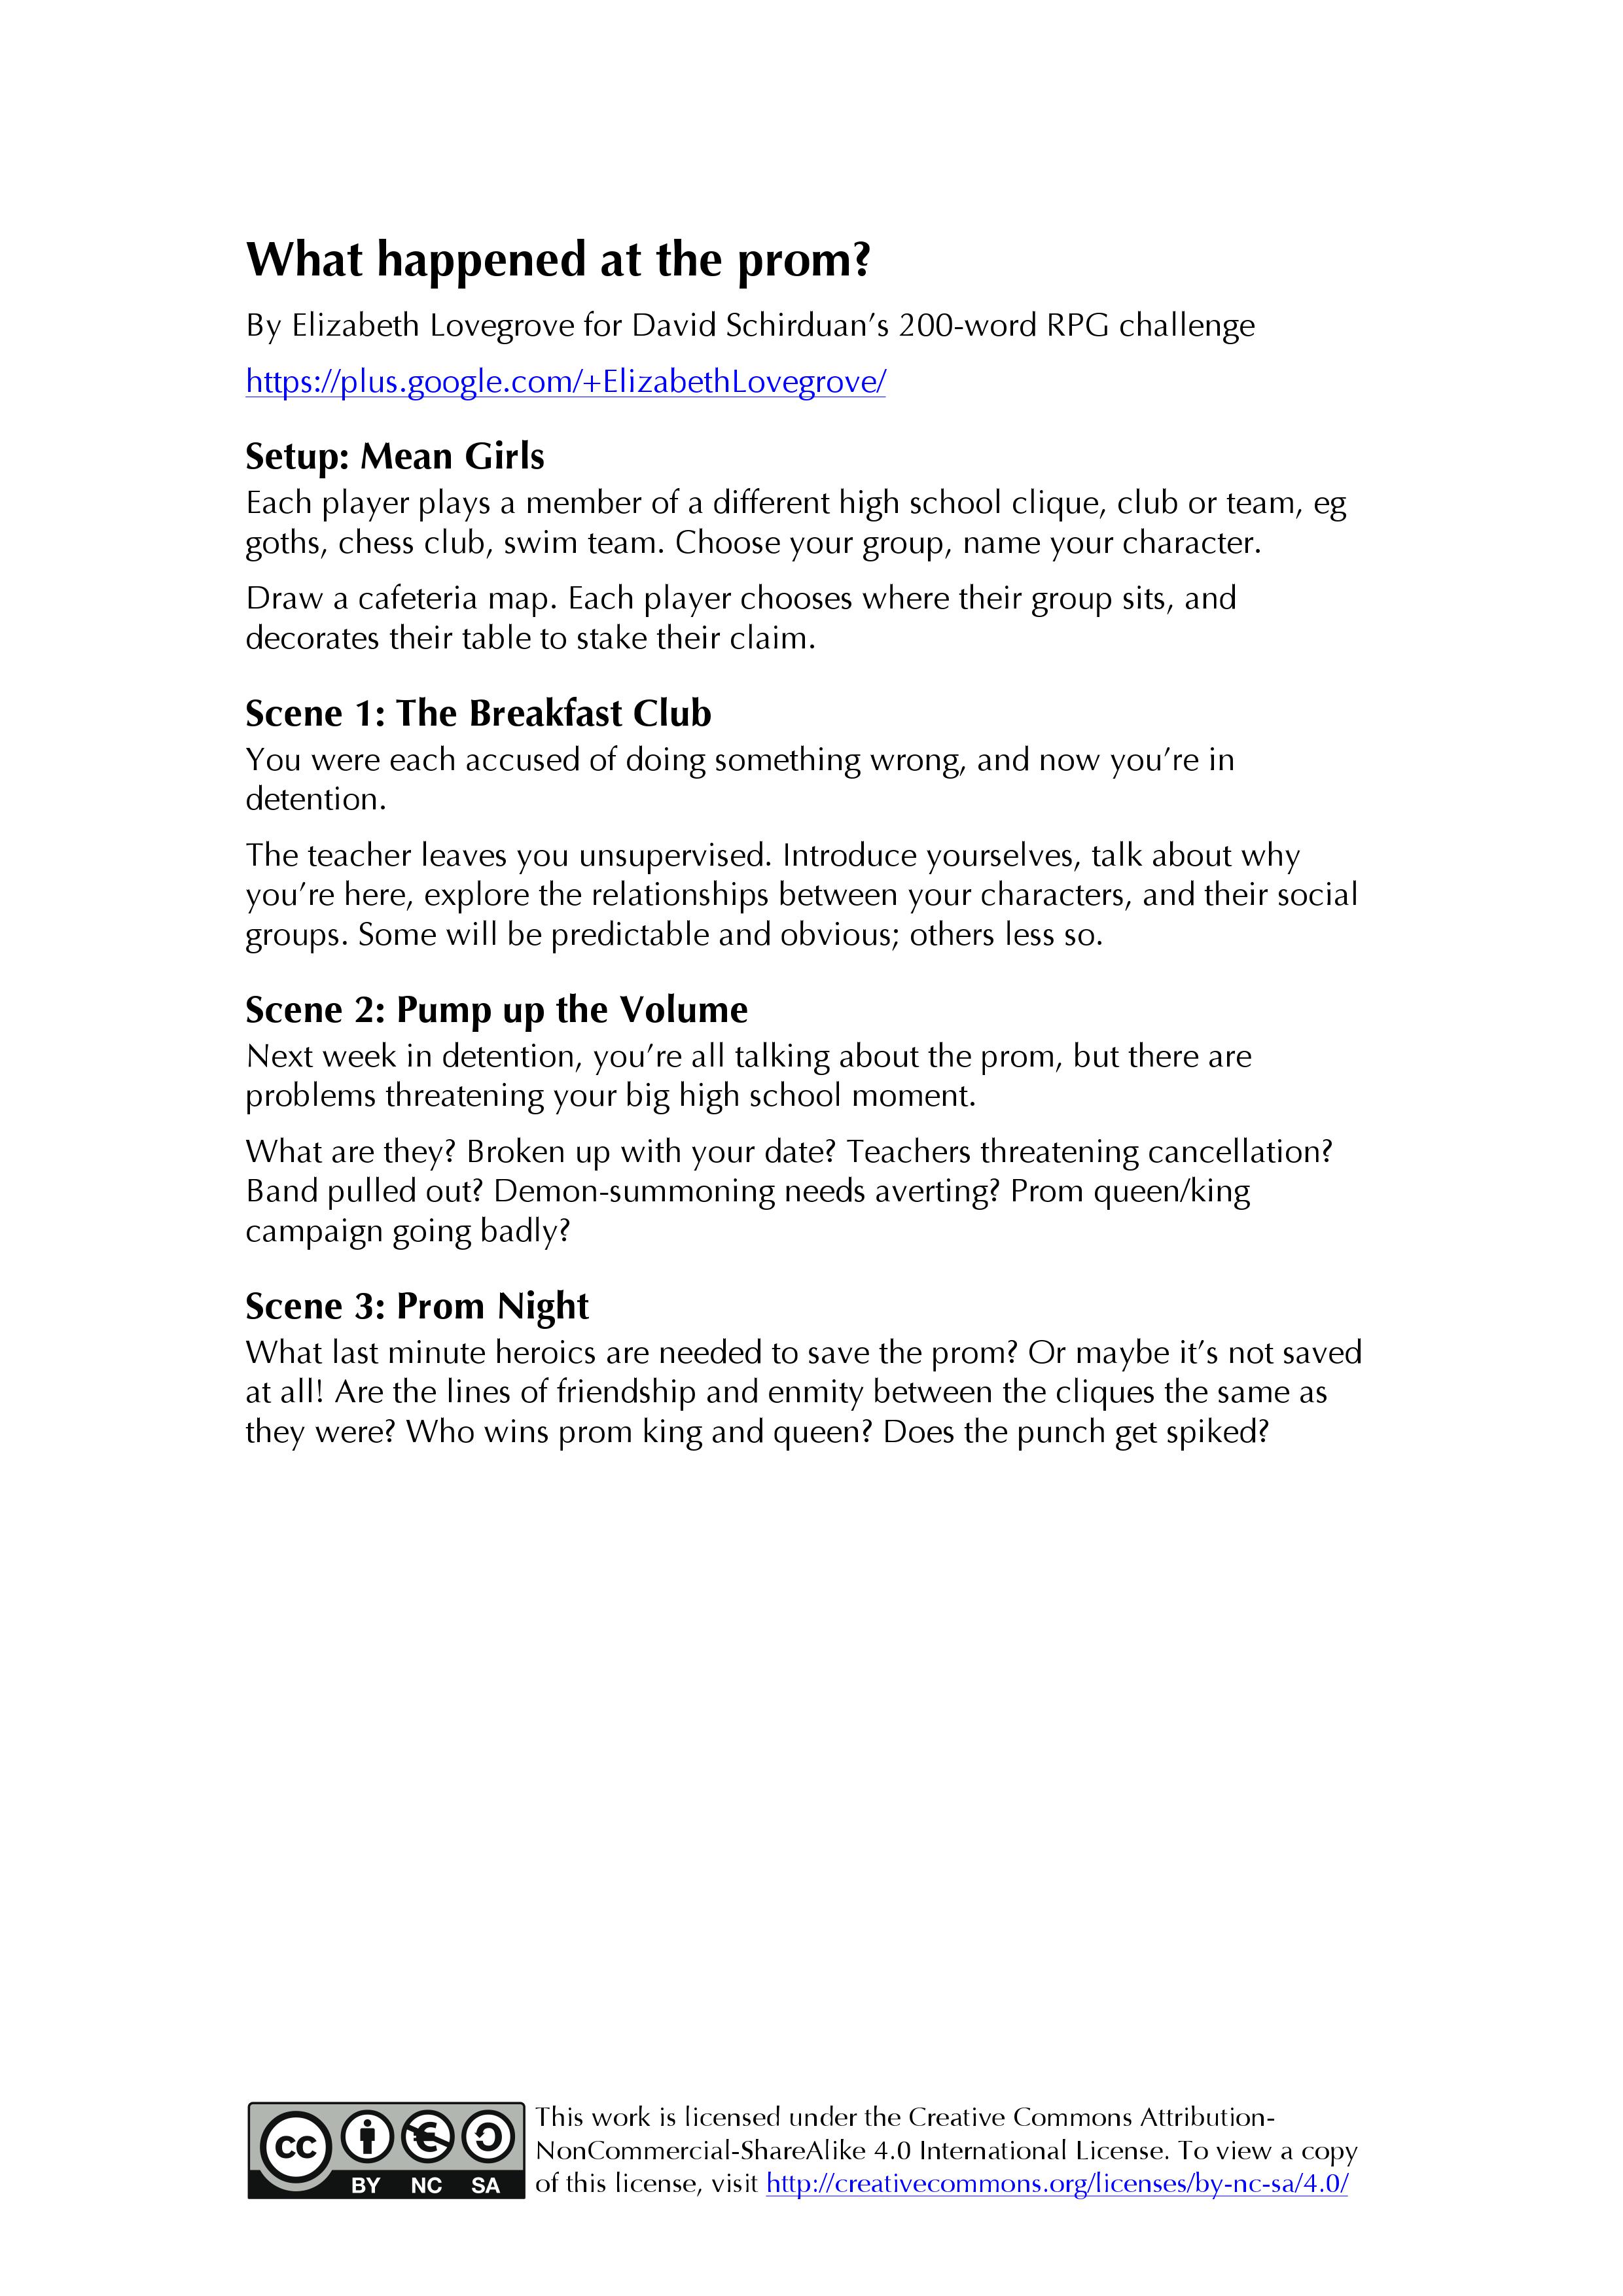 What happened at the prom?
By Elizabeth Lovegrove for David Schirduan’s 200-word RPG challenge
https://plus.google.com/+ElizabethLovegrove/
Setup: Mean Girls
Each player plays a member of a different high school clique, club or team, eg
goths, chess club, swim team. Choose your group, name your character.
Draw a cafeteria map. Each player chooses where their group sits, and
decorates their table to stake their claim.
Scene 1: The Breakfast Club
You were each accused of doing something wrong, and now you’re in
detention.
The teacher leaves you unsupervised. Introduce yourselves, talk about why
you’re here, explore the relationships between your characters, and their social
groups. Some will be predictable and obvious; others less so.
Scene 2: Pump up the Volume
Next week in detention, you’re all talking about the prom, but there are
problems threatening your big high school moment.
What are they? Broken up with your date? Teachers threatening cancellation?
Band pulled out? Demon-summoning needs averting? Prom queen/king
campaign going badly?
Scene 3: Prom Night
What last minute heroics are needed to save the prom? Or maybe it’s not saved
at all! Are the lines of friendship and enmity between the cliques the same as
they were? Who wins prom king and queen? Does the punch get spiked?
cc
BY NC SA
This work is licensed under the Creative Commons Attribution-
NonCommercial-ShareAlike 4.0 International License. To view a copy
of this license, visit http://creativecommons.org/licenses/by-nc-sa/4.0/